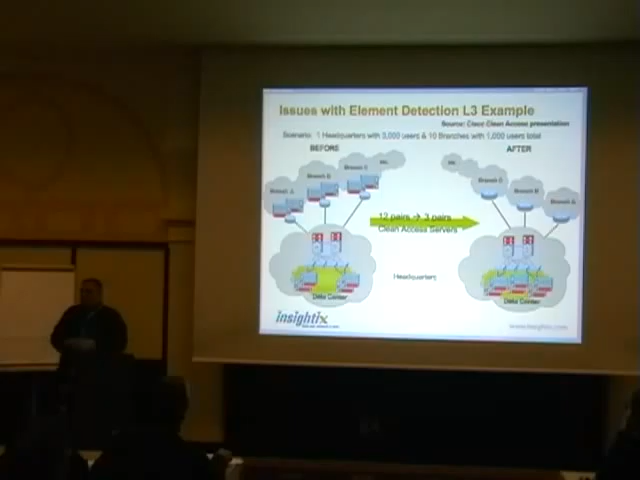 Issues with Element Detection L3 Example
Source: Cisco Clean Access presentation
Scenario: 1 Headquarters with 3,000 users & 10 Branches with 1,000 users total
BEFORE
AFTER
Branch C
Branch B
Branch A
Branch C
Branch B
Branch A
12 pairs → 3 pairs
Clean Access Servers
Headquarters
Data Center
Data Center
insightix
www.insightix.com